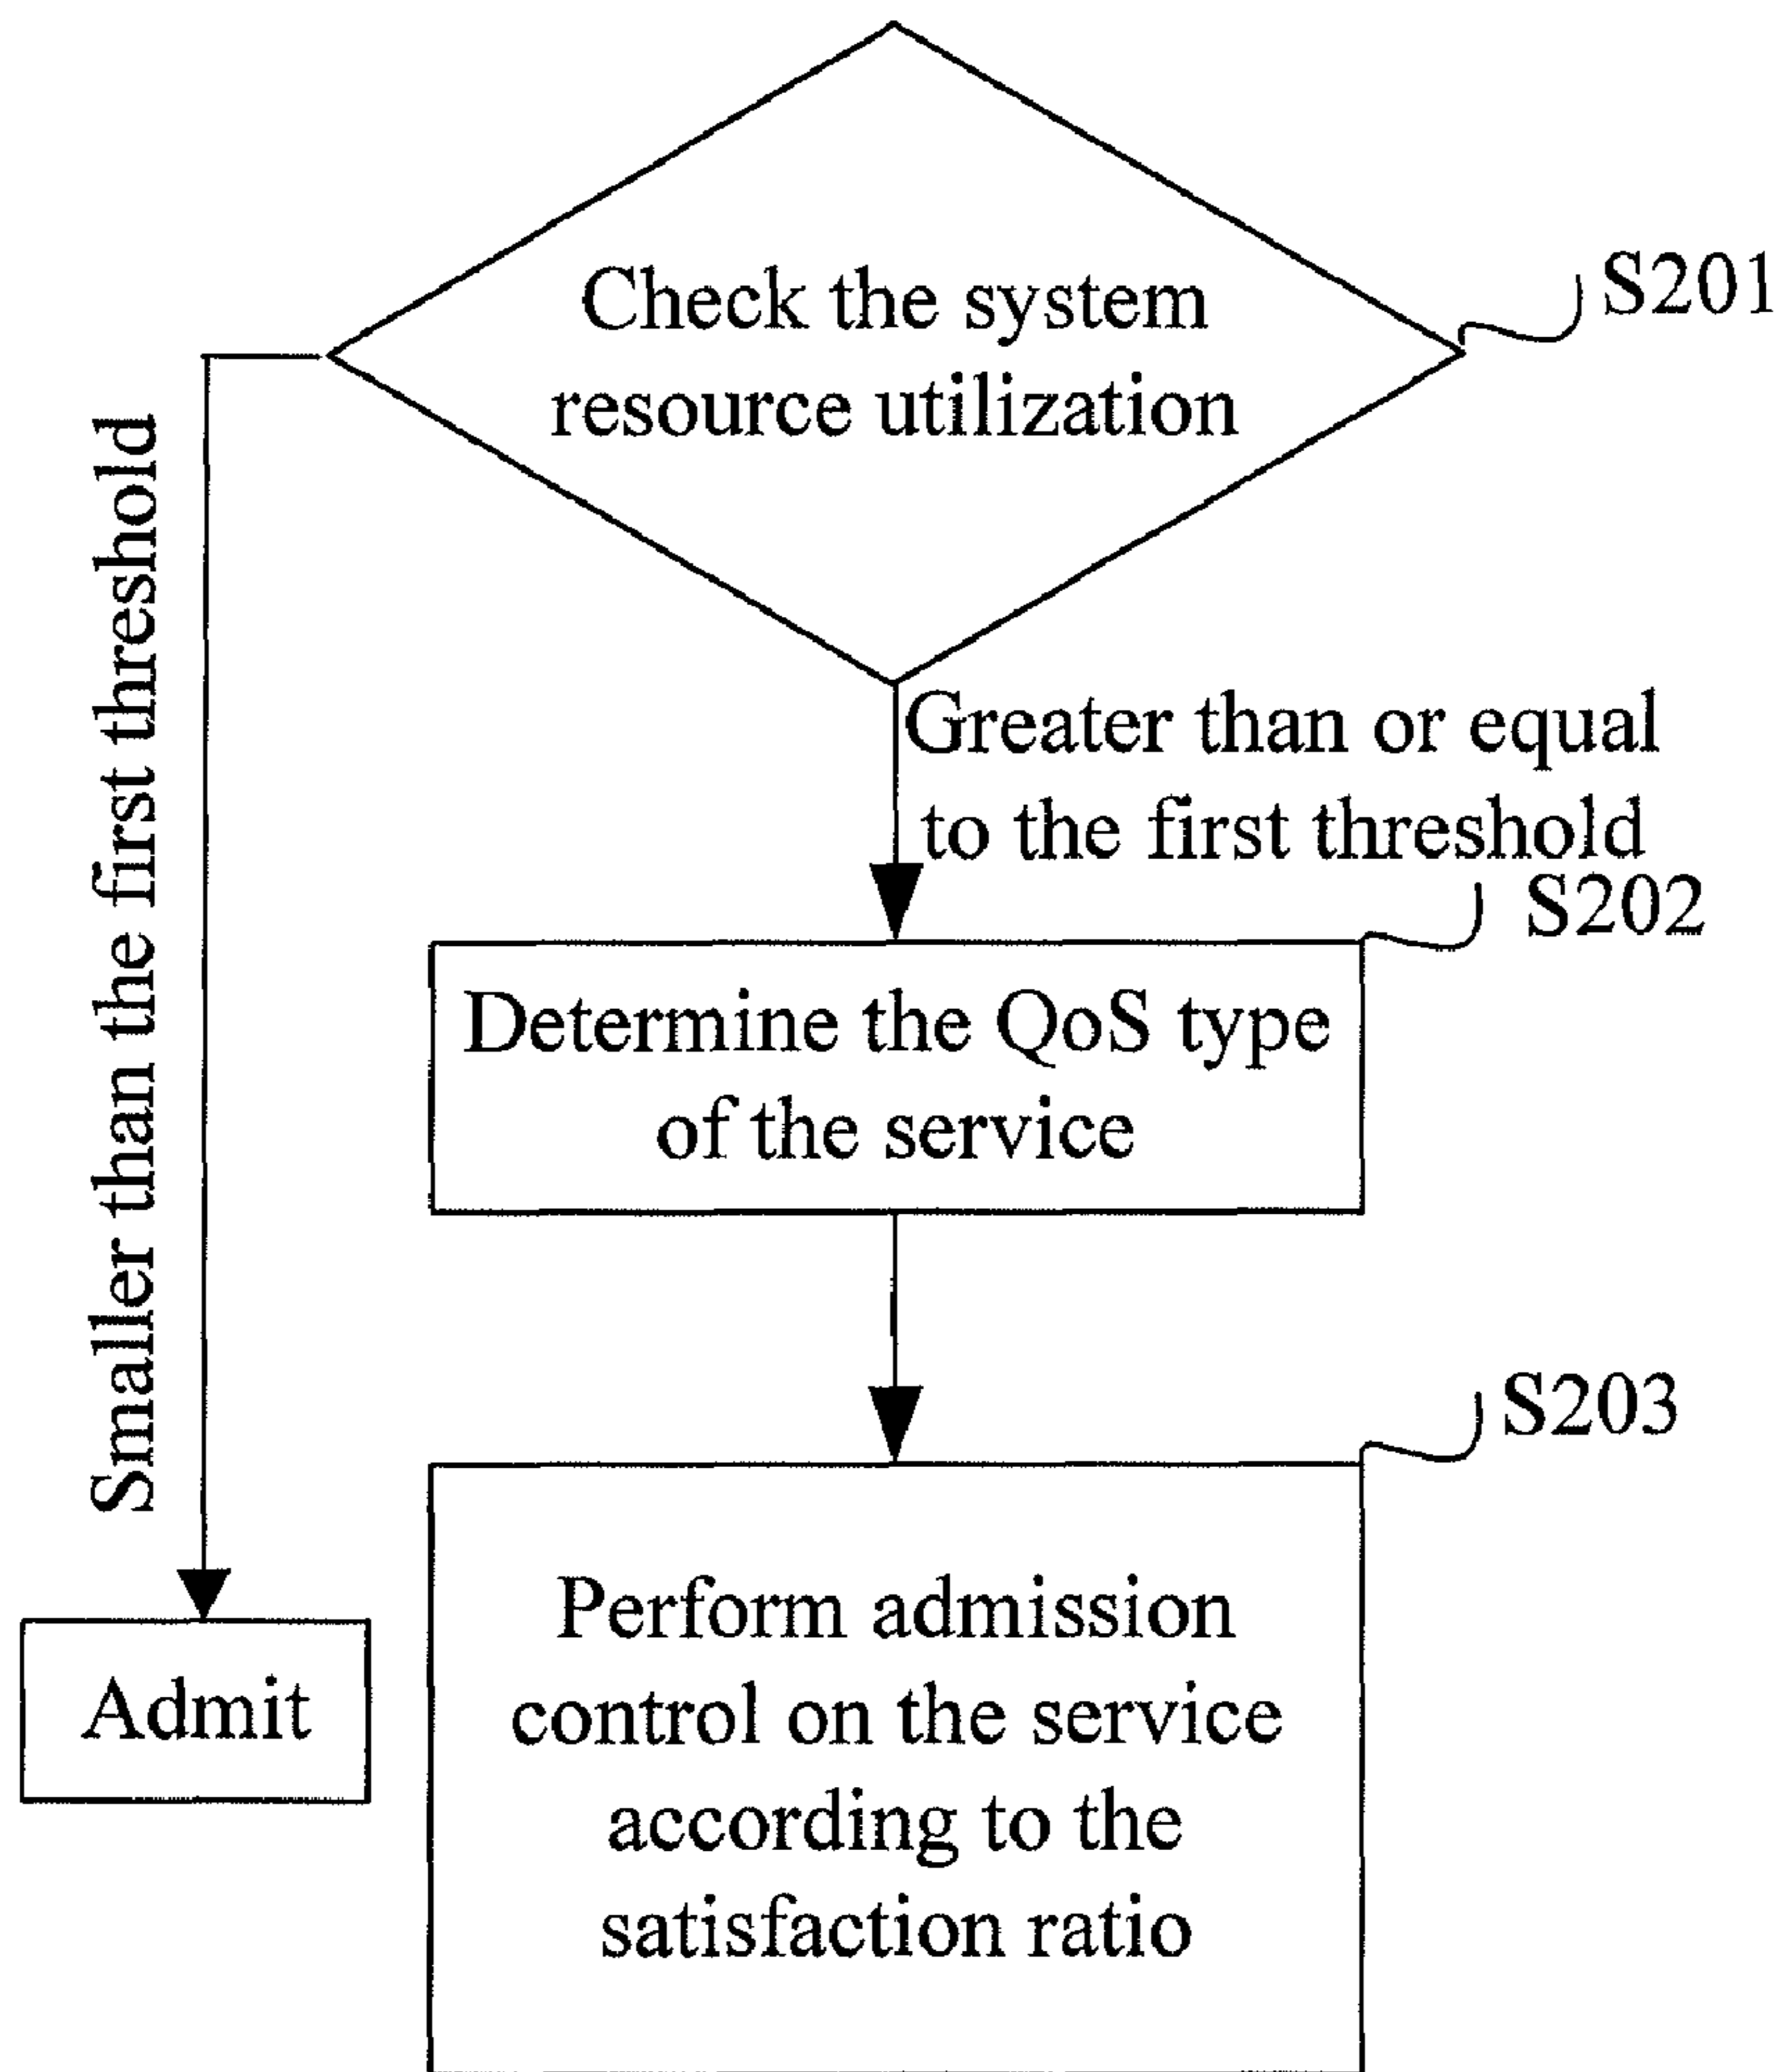 Check the system
resource utilization
S201
Smaller than the first threshold
Greater than or equal
to the first threshold
S202
Determine the QoS type
of the service
S203
Perform admission
control on the service
according to the
satisfaction ratio
Admit